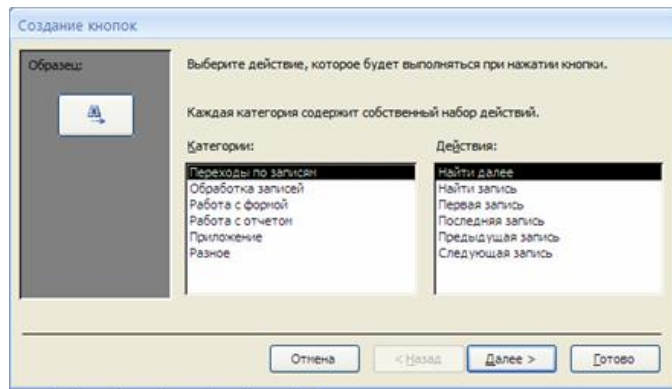 Создание кнопок
Образец:
Выберите действие, которое будет выполняться при нажатии кнопки.
Каждая категория содержит собственный набор действий.
Категории:
Действия:
Переходы по записям
Обработка записей
Работа с формой
Работа с отчетом
Приложение
Разное
Найти далее
Найти запись
Первая запись
Последняя запись
Предыдущая запись
Следующая запись
Отмена
< Назад
Далее >
Готово